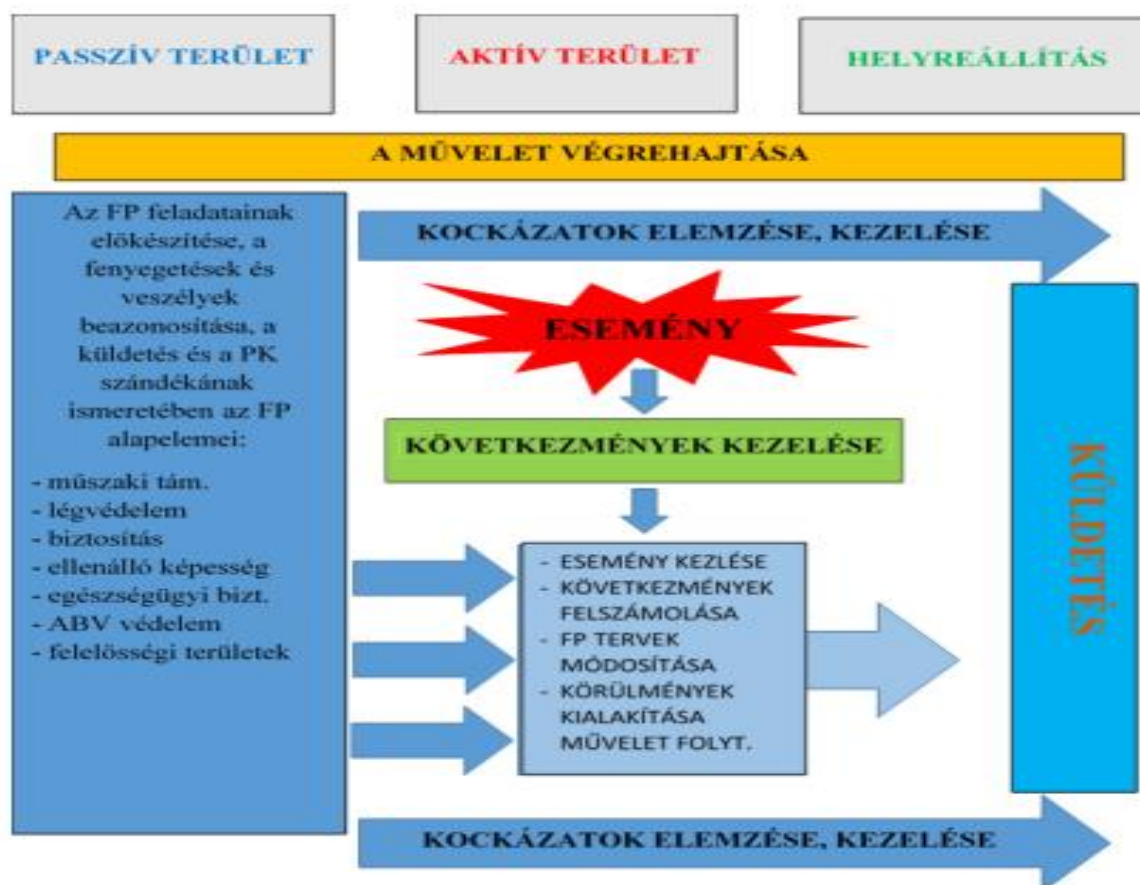 PASSZÍV TERÜLET
AKTÍV TERÜLET
HELYREÁLLÍTÁS
A MŰVELET VÉGREHAJTÁSA
Az FP feladatainak
előkészítése, a
fenyegetések és
veszélyek
beazonosítása, a
küldetés és a PK
szándékának
ismeretében az FP
alapelemei:
- műszaki tám.
- légvédelem
- biztosítás
- ellenálló képesség
- egészségügyi bizt.
- ABV védelem
- felelősségi területek
KOCKÁZATOK ELEMZÉSE, KEZELÉSE
ESEMÉNY
KÖVETKEZMÉNYEK KEZELÉSE
- ESEMÉNY KEZLÉSE
- KÖVETKEZMÉNYEK
FELSZÁMOLÁSA
- FP TERVEK
MÓDOSÍTÁSA
- KÖRÜLMÉNYEK
KIALAKÍTÁSA
MŰVELET FOLYT.
KÜLDETÉS
KOCKÁZATOK ELEMZÉSE, KEZELÉSE